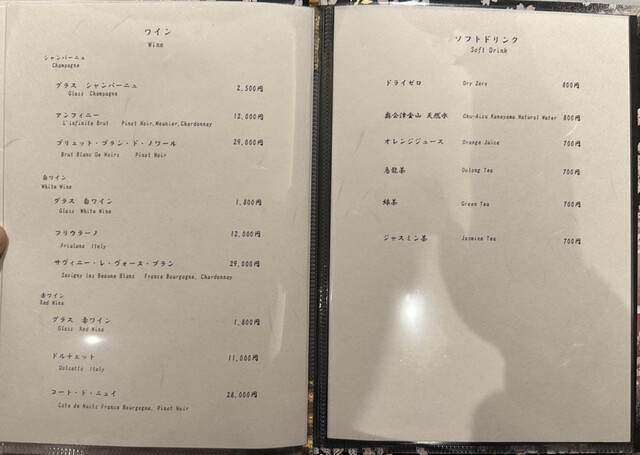 ワイン
Wine
シャンパーニュ
Champagne
グラス シャンパーニュ 2,500円
Glass Champagne
アンフィニー 12,000円
L'infinite Brut Pinot Noir,Meunier,Chardonnay
ブリュット・ブラン・ド・ノワール 29,000円
Brut Blanc De Noirs Pinot Noir
白ワイン
White Wine
グラス 白ワイン 1,800円
Glass White Wine
フリウラーノ 12,000円
Friulano Italy
サヴィニー・レ・ヴォーヌ・ブラン 29,000円
Savigny les Beaune Blanc France Bourgogne, Chardonnay
赤ワイン
Red Wine
グラス 赤ワイン 1,800円
Glass Red Wine
ドルチェット 11,000円
Dolcetto Italy
コート・ド・ニュイ 28,000円
Cote de Nuits France Bourgogne, Pinot Noir
ソフトドリンク
Soft Drink
ドライゼロ Dry Zero 800円
奥会津金山 天然水 Oku-Aizu Kaneyama Natural Water 800円
オレンジジュース Orange Juice 700円
烏龍茶 Oolong Tea 700円
緑茶 Green Tea 700円
ジャスミン茶 Jasmine Tea 700円